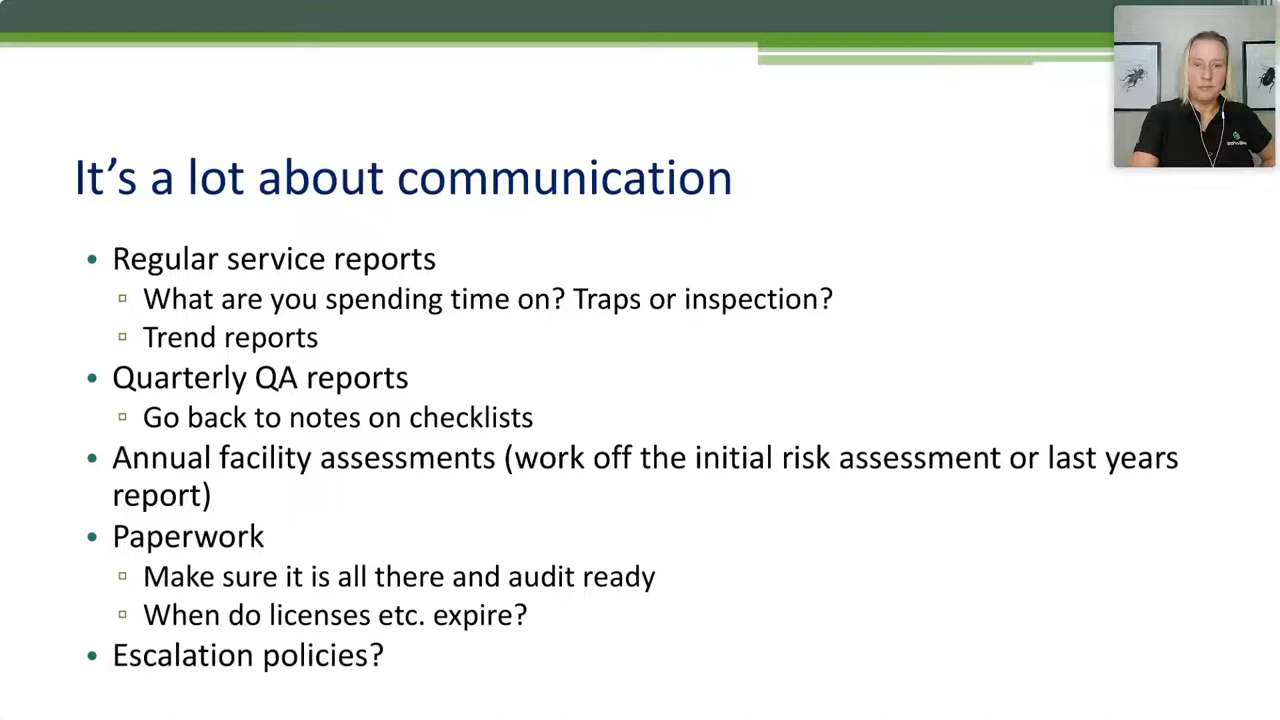 It's a lot about communication
• Regular service reports
▫ What are you spending time on? Traps or inspection?
▫ Trend reports
• Quarterly QA reports
▫ Go back to notes on checklists
• Annual facility assessments (work off the initial risk assessment or last years
report)
• Paperwork
▫ Make sure it is all there and audit ready
▫ When do licenses etc. expire?
• Escalation policies?